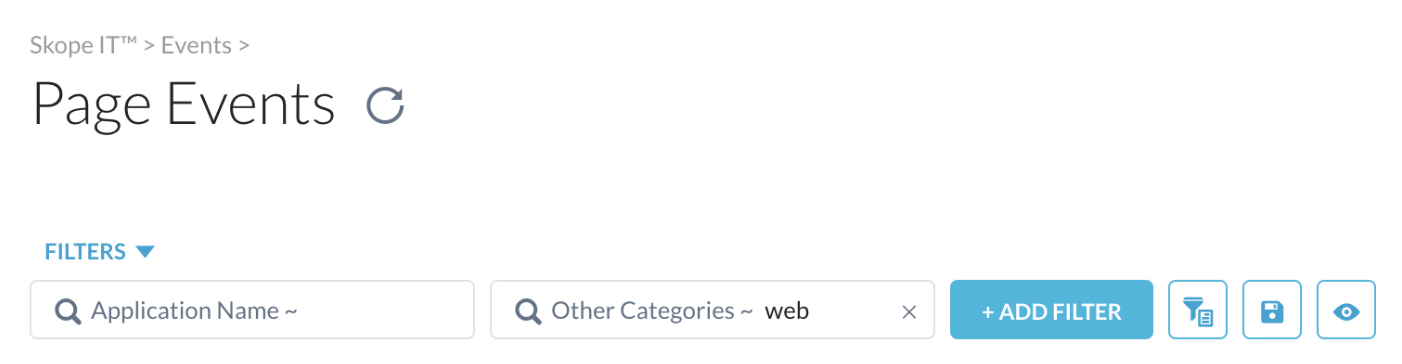 Skope IT™ > Events >
Page Events
FILTERS
Application Name ~ Other Categories ~ web × + ADD FILTER